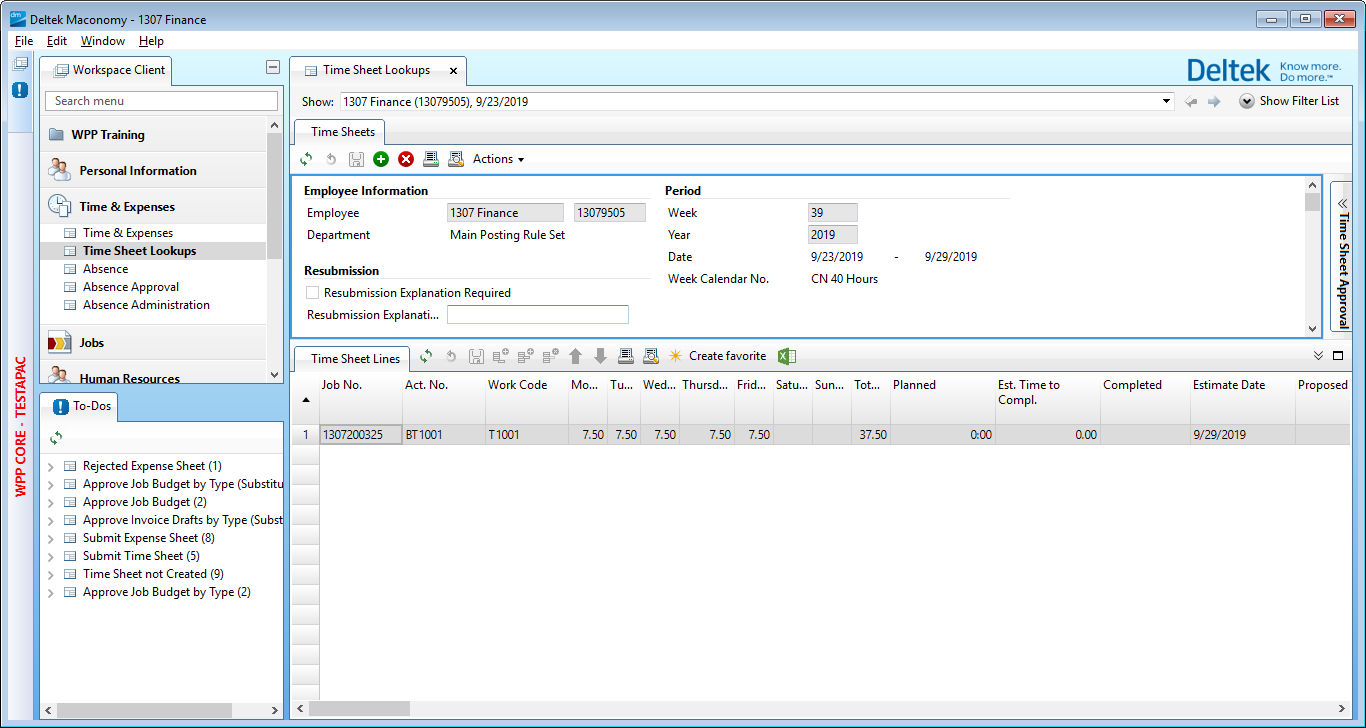 Deltek Maconomy - 1307 Finance
File Edit Window Help
Workspace Client
Search menu
WPP Training
Personal Information
Time & Expenses
Time & Expenses
Time Sheet Lookups
Absence
Absence Approval
Absence Administration
Jobs
Human Resources
WPP CORE - TESTAPAC
To-Dos
Rejected Expense Sheet (1)
Approve Job Budget by Type (Substitu
Approve Job Budget (2)
Approve Invoice Drafts by Type (Subst
Submit Expense Sheet (8)
Submit Time Sheet (5)
Time Sheet not Created (9)
Approve Job Budget by Type (2)
Time Sheet Lookups
Deltek Know more. Do more.™
Show: 1307 Finance (13079505), 9/23/2019 Show Filter List
Time Sheets
Actions
Employee Information
Employee 1307 Finance 13079505
Department Main Posting Rule Set
Resubmission
Resubmission Explanation Required
Resubmission Explanati...
Period
Week 39
Year 2019
Date 9/23/2019 - 9/29/2019
Week Calendar No. CN 40 Hours
Time Sheet Approval
Time Sheet Lines Create favorite
Job No. Act. No. Work Code Mo... Tu... Wed... Thursd... Frid... Satu... Sun... Tot... Planned Est. Time to Compl. Completed Estimate Date Proposed
1 1307200325 BT1001 T1001 7.50 7.50 7.50 7.50 7.50 37.50 0:00 0.00 9/29/2019